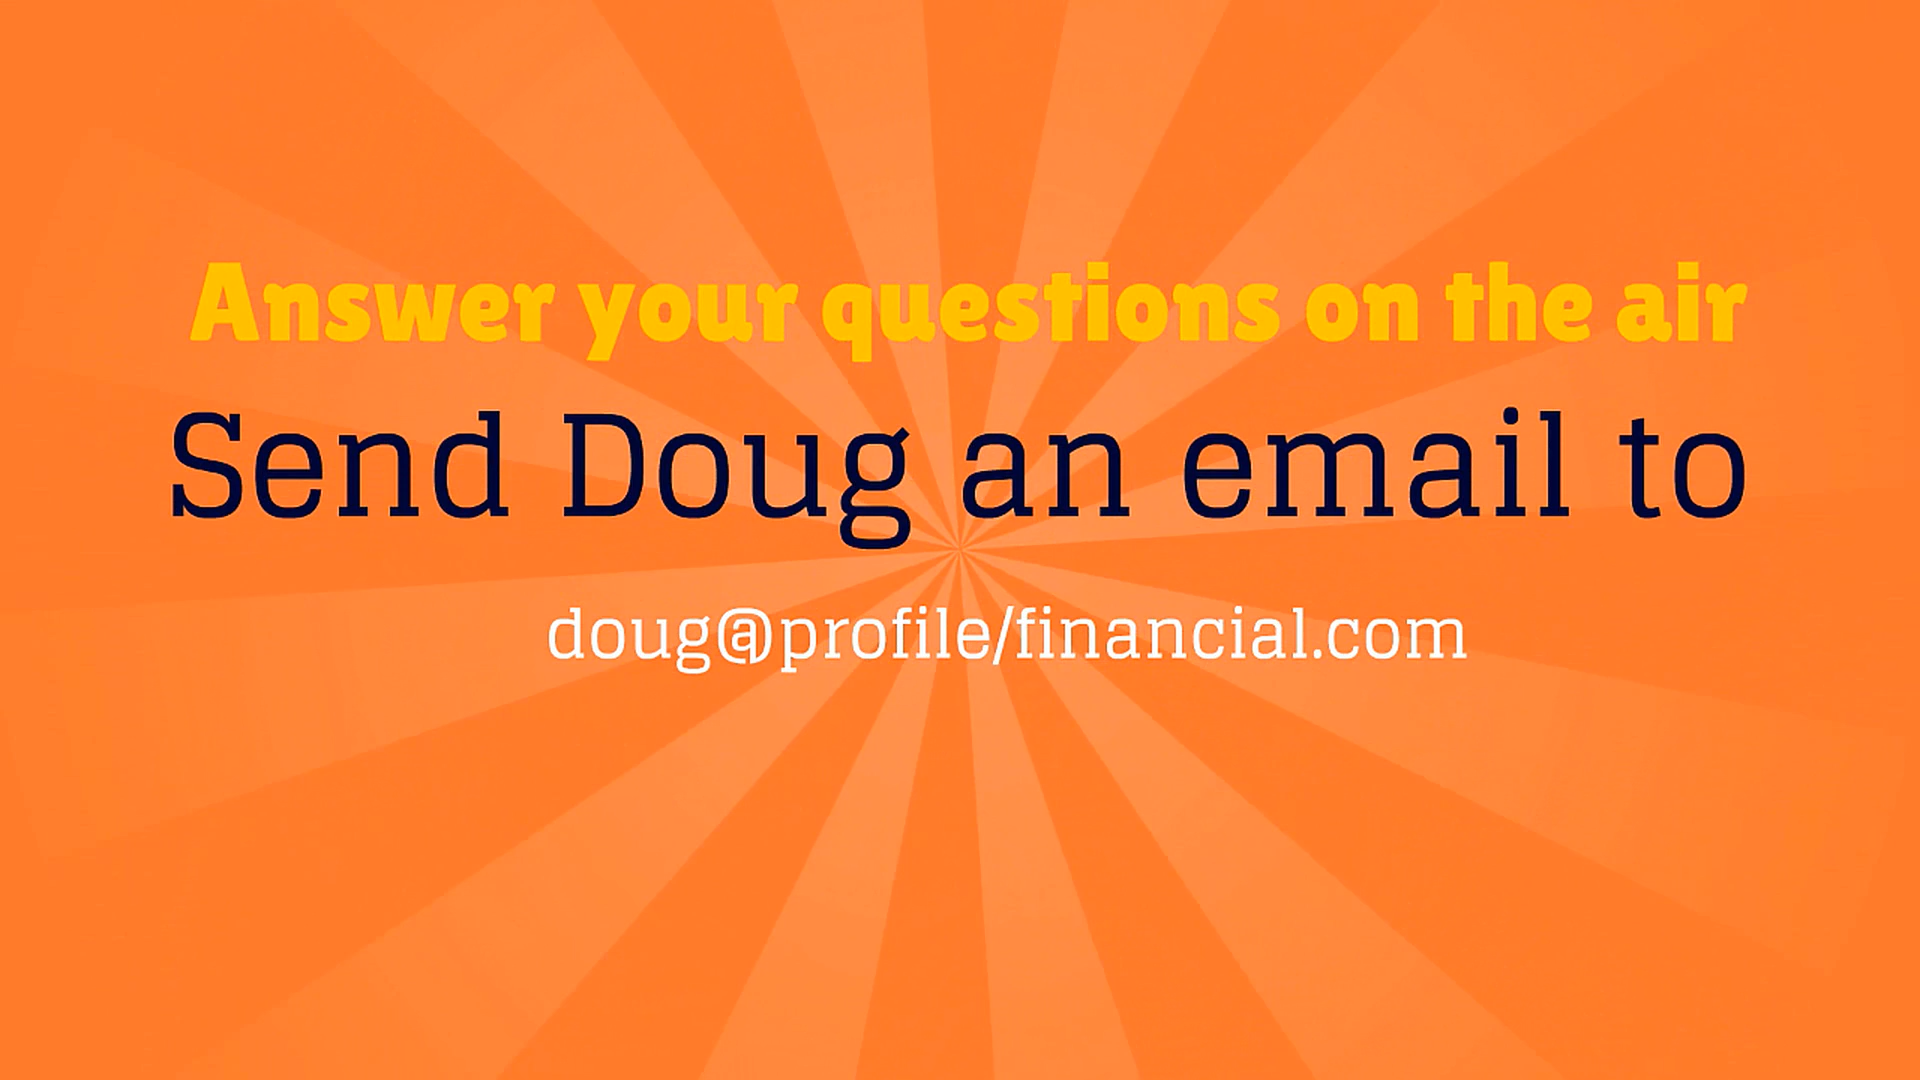 Answer your questions on the air
Send Doug an email to
doug@profile/financial.com